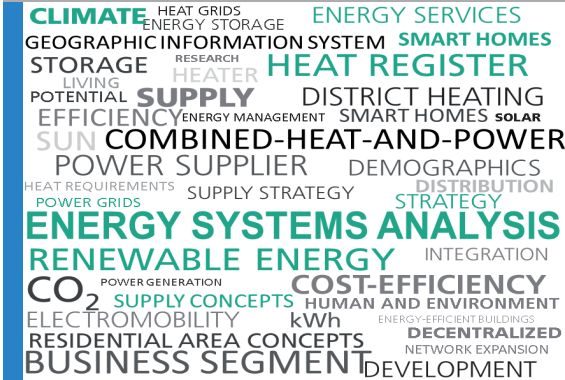 CLIMATE HEAT GRIDS ENERGY SERVICES
ENERGY STORAGE
GEOGRAPHIC INFORMATION SYSTEM SMART HOMES
STORAGE RESEARCH HEAT REGISTER
HEATER
LIVING
POTENTIAL SUPPLY DISTRICT HEATING
EFFICIENCY ENERGY MANAGEMENT SMART HOMES SOLAR
SUN COMBINED-HEAT-AND-POWER
POWER SUPPLIER DEMOGRAPHICS
HEAT REQUIREMENTS SUPPLY STRATEGY DISTRIBUTION
POWER GRIDS STRATEGY
ENERGY SYSTEMS ANALYSIS
RENEWABLE ENERGY INTEGRATION
CO2 POWER GENERATION COST-EFFICIENCY
SUPPLY CONCEPTS HUMAN AND ENVIRONMENT
ELECTROMOBILITY kWh ENERGY-EFFICIENT BUILDINGS
RESIDENTIAL AREA CONCEPTS DECENTRALIZED
BUSINESS SEGMENT NETWORK EXPANSION
DEVELOPMENT